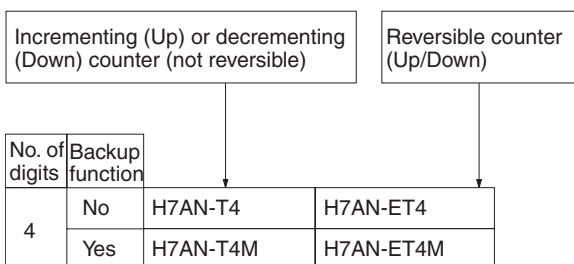 Incrementing (Up) or decrementing
(Down) counter (not reversible)
Reversible counter
(Up/Down)
No. of
digits
Backup
function
4
No
H7AN-T4
H7AN-ET4
Yes
H7AN-T4M
H7AN-ET4M